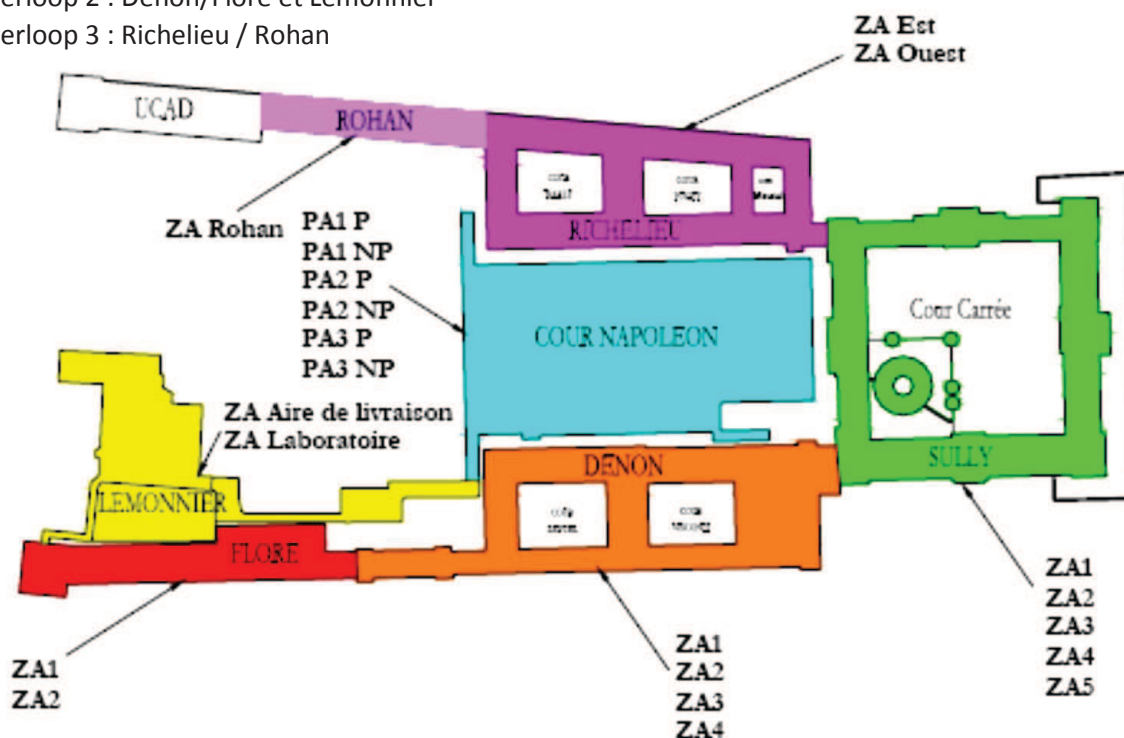 erloop 2 : Denon/Flore et Lemonnier
erloop 3 : Richelieu / Rohan
ZA Est
ZA Ouest
UCAD
ROHAN
ZA Rohan
RICHELIEU
PA1 P
PA1 NP
PA2 P
PA2 NP
PA3 P
PA3 NP
COUR NAPOLEON
Cour Carrée
ZA Aire de livraison
ZA Laboratoire
LEMONNIER
DENON
SULLY
FLORE
ZA1
ZA2
ZA1
ZA2
ZA3
ZA4
ZA1
ZA2
ZA3
ZA4
ZA5